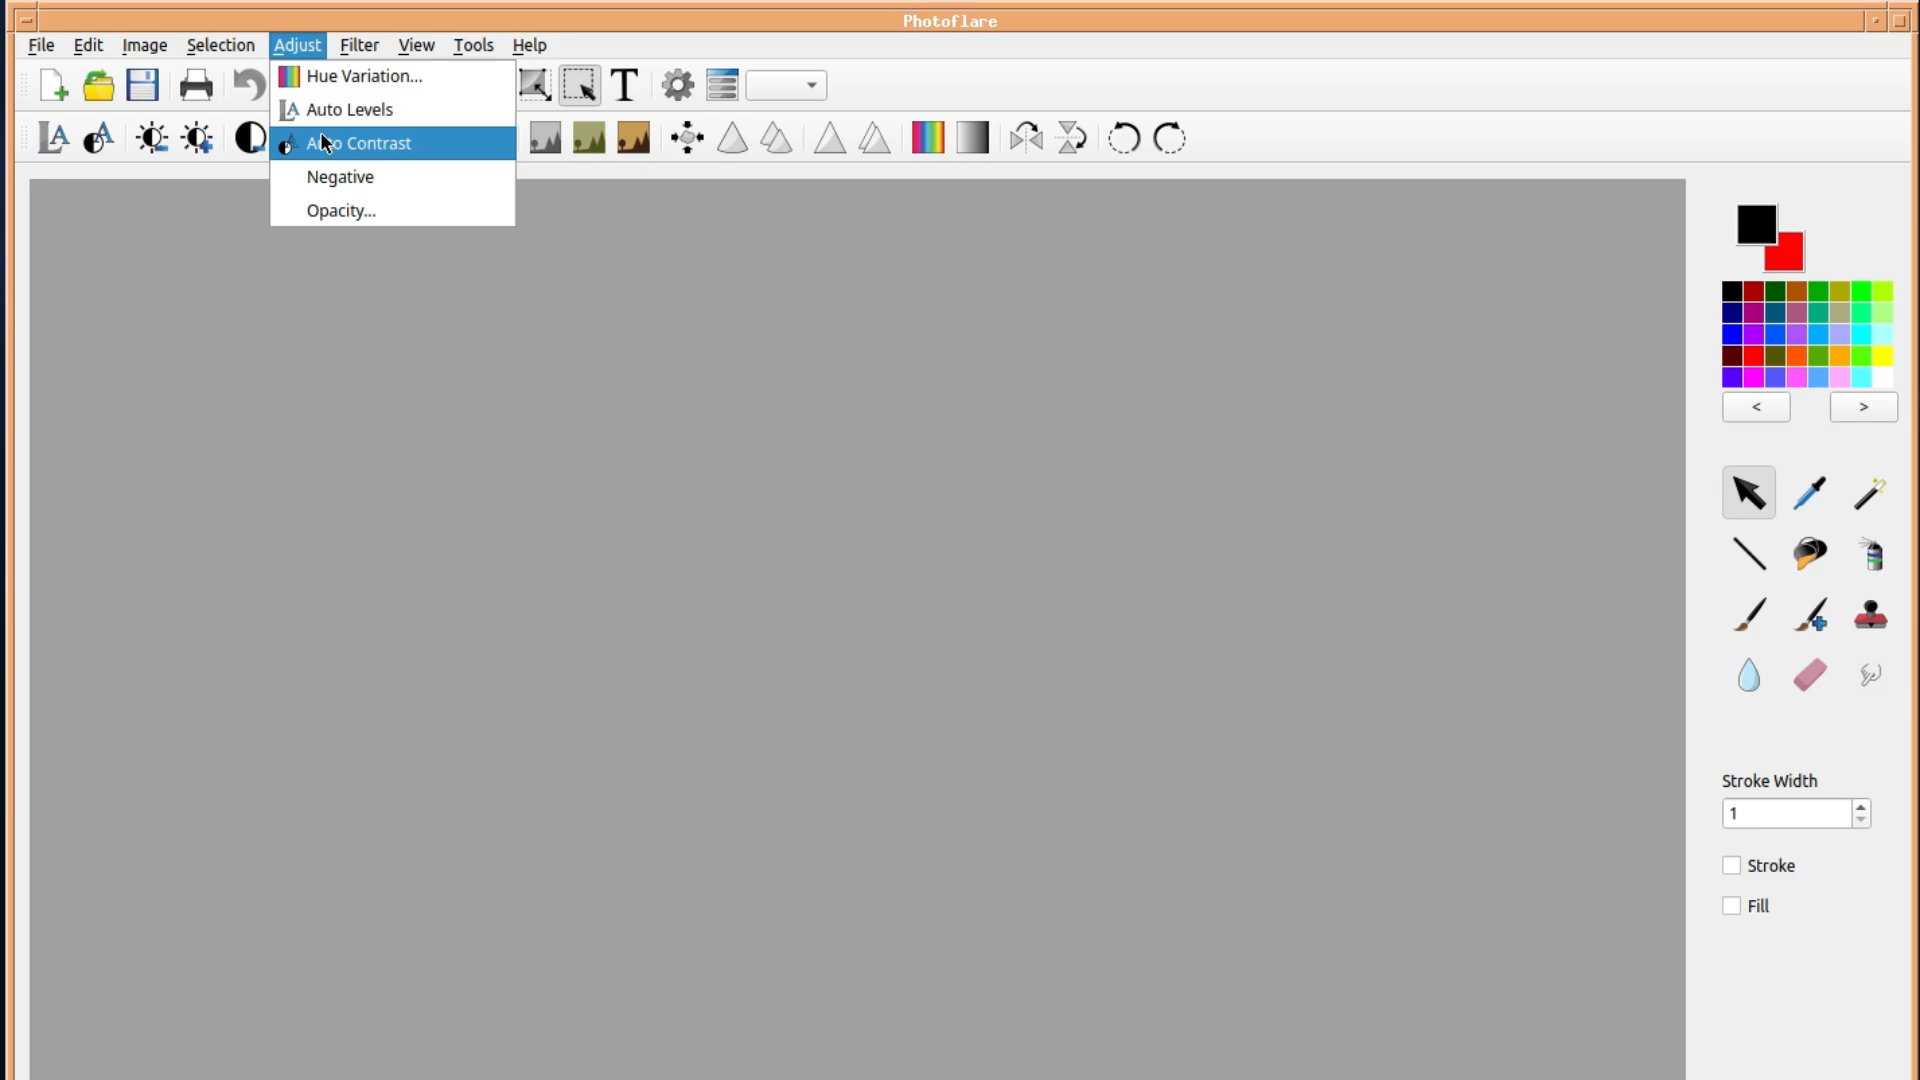 Photoflare
File Edit Image Selection Adjust Filter View Tools Help
Hue Variation...
Auto Levels
Auto Contrast
Negative
Opacity...
T
< >
Stroke Width
1
Stroke
Fill